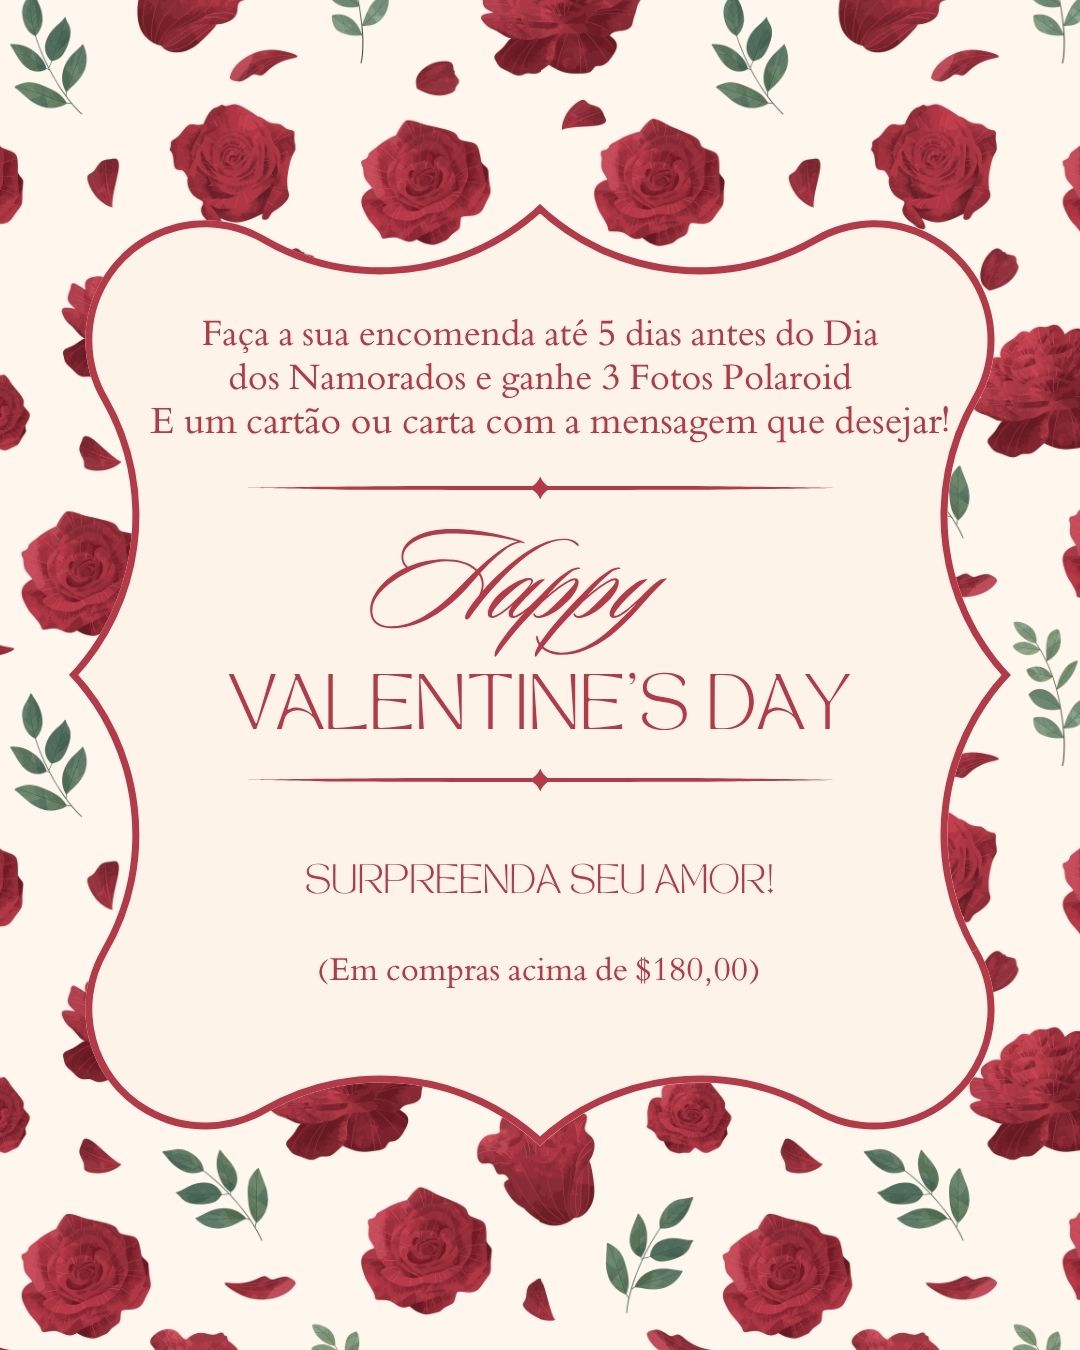 Faça a sua encomenda até 5 dias antes do Dia
dos Namorados e ganhe 3 Fotos Polaroid
E um cartão ou carta com a mensagem que desejar!
Happy
VALENTINE'S DAY
SURPREENDA SEU AMOR!
(Em compras acima de $180,00)